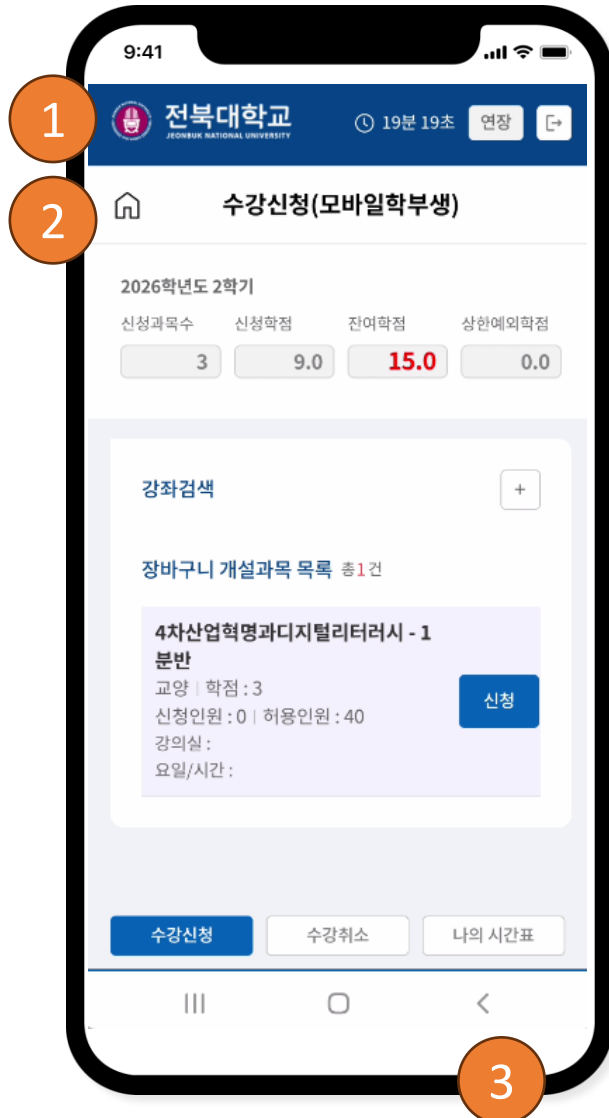 9:41
1
전북대학교
JEONBUK NATIONAL UNIVERSITY
19분 19초
연장
2
수강신청(모바일학부생)
2026학년도 2학기
신청과목수 신청학점 잔여학점 상한예외학점
3 9.0 15.0 0.0
강좌검색 +
장바구니 개설과목 목록 총1건
4차산업혁명과디지털리터러시 - 1
분반
교양 | 학점 : 3
신청인원 : 0 | 허용인원 : 40
신청
강의실 :
요일/시간 :
수강신청 수강취소 나의 시간표
3